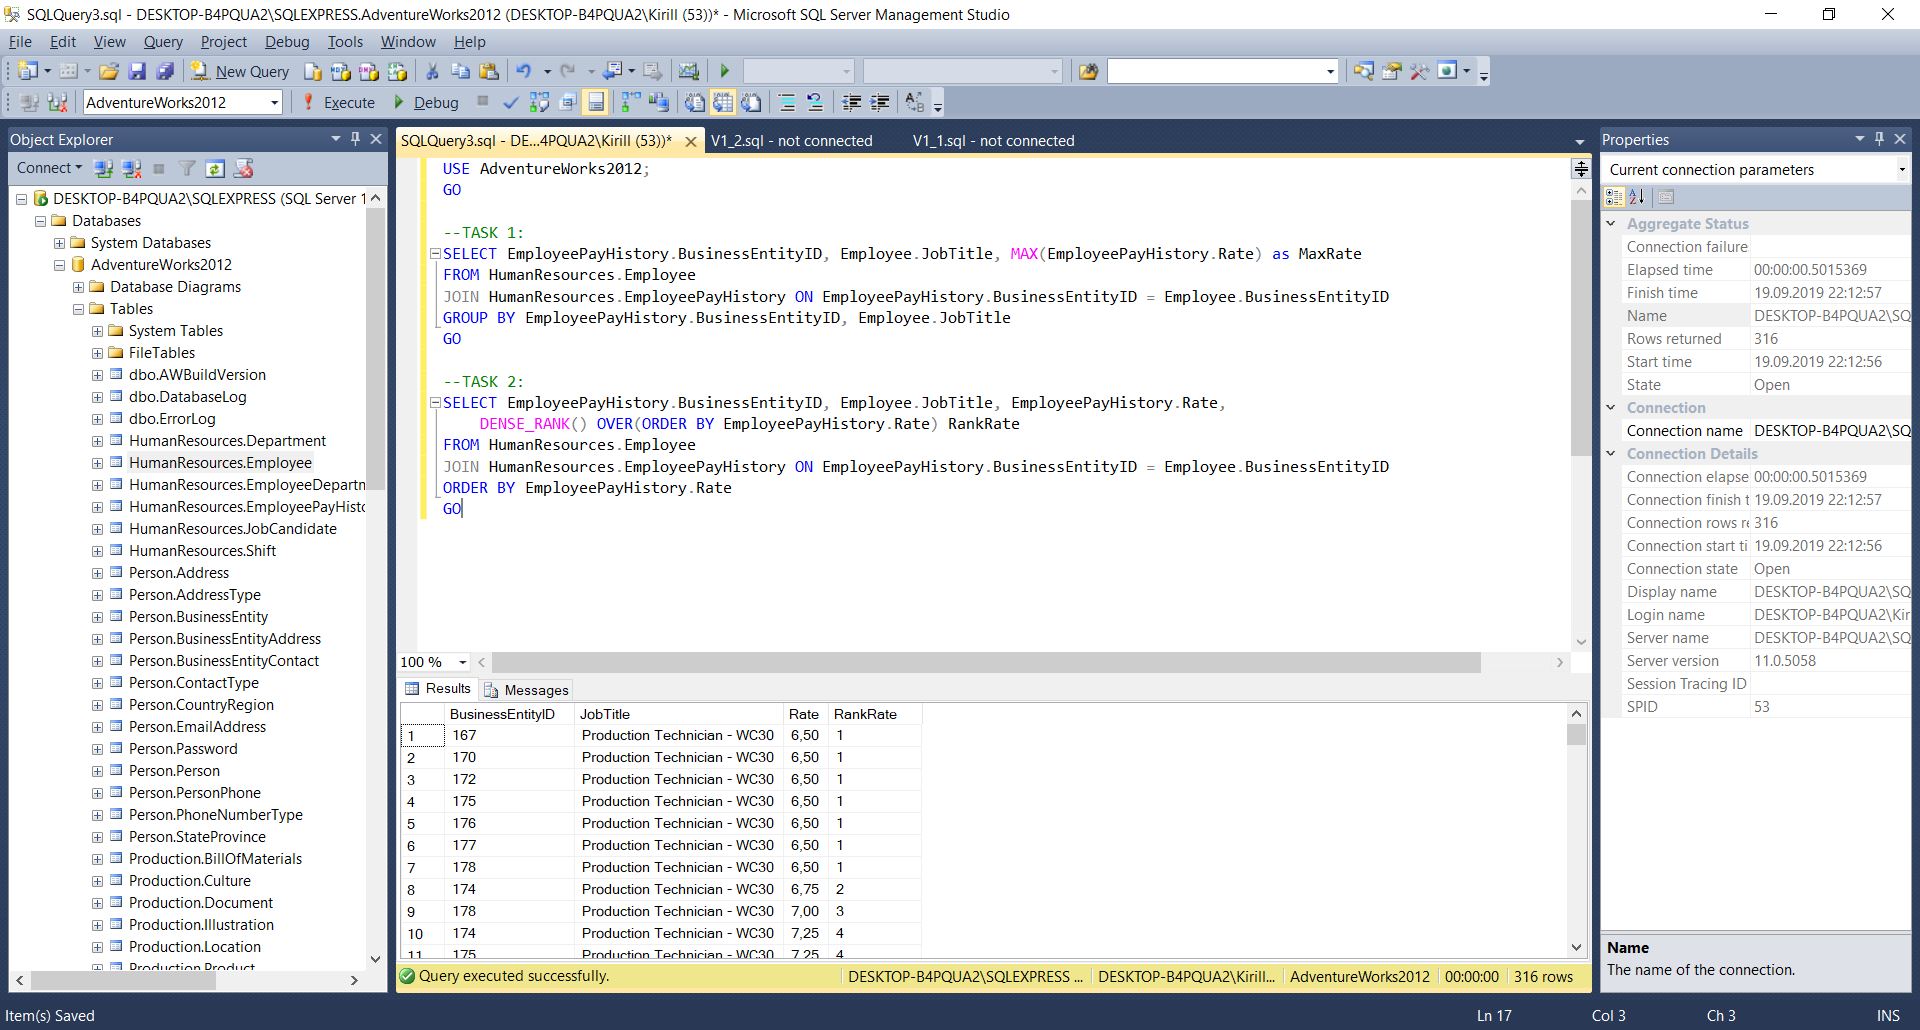 SQLQuery3.sql - DESKTOP-B4PQUA2\SQLEXPRESS.AdventureWorks2012 (DESKTOP-B4PQUA2\Kirill (53))* - Microsoft SQL Server Management Studio
File Edit View Query Project Debug Tools Window Help
New Query
AdventureWorks2012 Execute Debug
Object Explorer
Connect
DESKTOP-B4PQUA2\SQLEXPRESS (SQL Server 1
Databases
System Databases
AdventureWorks2012
Database Diagrams
Tables
System Tables
FileTables
dbo.AWBuildVersion
dbo.DatabaseLog
dbo.ErrorLog
HumanResources.Department
HumanResources.Employee
HumanResources.EmployeeDepartm
HumanResources.EmployeePayHisto
HumanResources.JobCandidate
HumanResources.Shift
Person.Address
Person.AddressType
Person.BusinessEntity
Person.BusinessEntityAddress
Person.BusinessEntityContact
Person.ContactType
Person.CountryRegion
Person.EmailAddress
Person.Password
Person.Person
Person.PersonPhone
Person.PhoneNumberType
Person.StateProvince
Production.BillOfMaterials
Production.Culture
Production.Document
Production.Illustration
Production.Location
Production.Product
SQLQuery3.sql - DE...4PQUA2\Kirill (53))* V1_2.sql - not connected V1_1.sql - not connected
USE AdventureWorks2012;
GO
--TASK 1:
SELECT EmployeePayHistory.BusinessEntityID, Employee.JobTitle, MAX(EmployeePayHistory.Rate) as MaxRate
FROM HumanResources.Employee
JOIN HumanResources.EmployeePayHistory ON EmployeePayHistory.BusinessEntityID = Employee.BusinessEntityID
GROUP BY EmployeePayHistory.BusinessEntityID, Employee.JobTitle
GO
--TASK 2:
SELECT EmployeePayHistory.BusinessEntityID, Employee.JobTitle, EmployeePayHistory.Rate,
DENSE_RANK() OVER(ORDER BY EmployeePayHistory.Rate) RankRate
FROM HumanResources.Employee
JOIN HumanResources.EmployeePayHistory ON EmployeePayHistory.BusinessEntityID = Employee.BusinessEntityID
ORDER BY EmployeePayHistory.Rate
GO
100 %
Results Messages
BusinessEntityID JobTitle Rate RankRate
1 167 Production Technician - WC30 6,50 1
2 170 Production Technician - WC30 6,50 1
3 172 Production Technician - WC30 6,50 1
4 175 Production Technician - WC30 6,50 1
5 176 Production Technician - WC30 6,50 1
6 177 Production Technician - WC30 6,50 1
7 178 Production Technician - WC30 6,50 1
8 174 Production Technician - WC30 6,75 2
9 178 Production Technician - WC30 7,00 3
10 174 Production Technician - WC30 7,25 4
11 175 Production Technician - WC30 7,25 4
Query executed successfully. DESKTOP-B4PQUA2\SQLEXPRESS ... DESKTOP-B4PQUA2\Kirill... AdventureWorks2012 00:00:00 316 rows
Properties
Current connection parameters
Aggregate Status
Connection failure
Elapsed time 00:00:00.5015369
Finish time 19.09.2019 22:12:57
Name DESKTOP-B4PQUA2\SQ
Rows returned 316
Start time 19.09.2019 22:12:56
State Open
Connection
Connection name DESKTOP-B4PQUA2\SQ
Connection Details
Connection elapse 00:00:00.5015369
Connection finish t 19.09.2019 22:12:57
Connection rows re 316
Connection start ti 19.09.2019 22:12:56
Connection state Open
Display name DESKTOP-B4PQUA2\SQ
Login name DESKTOP-B4PQUA2\Kir
Server name DESKTOP-B4PQUA2\SQ
Server version 11.0.5058
Session Tracing ID
SPID 53
Name
The name of the connection.
Item(s) Saved Ln 17 Col 3 Ch 3 INS